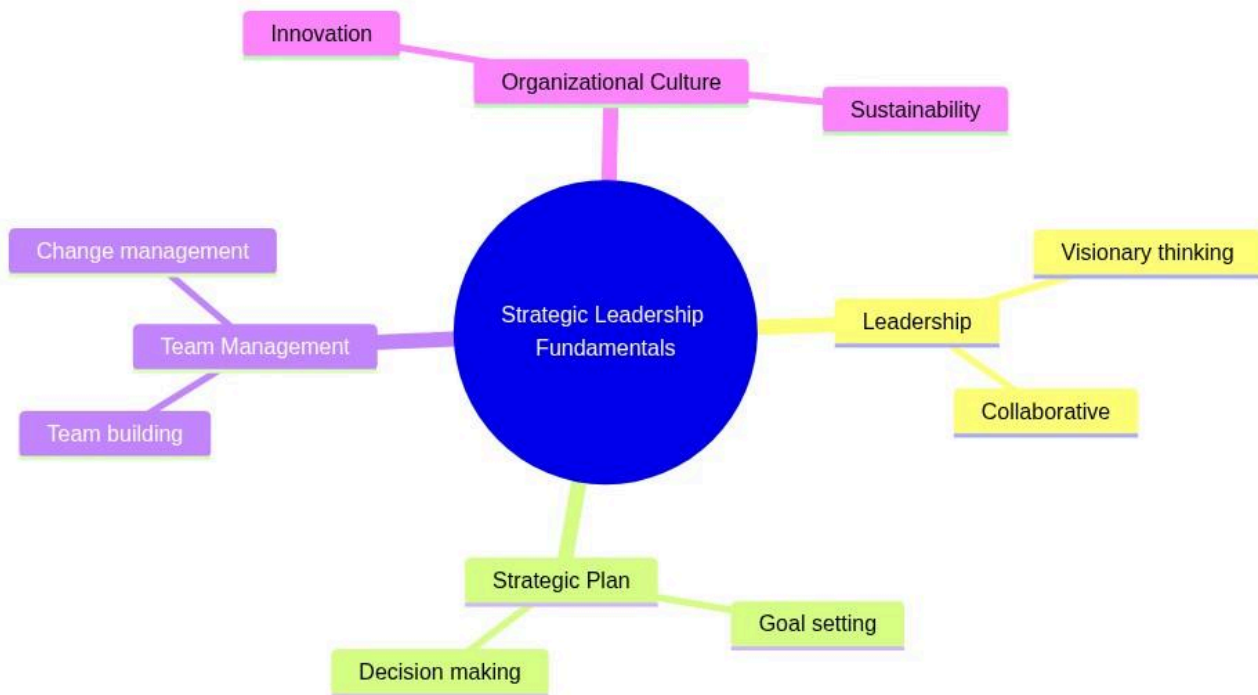 Innovation
Organizational Culture
Sustainability
Change management
Visionary thinking
Strategic Leadership
Fundamentals
Leadership
Team Management
Collaborative
Team building
Strategic Plan
Goal setting
Decision making